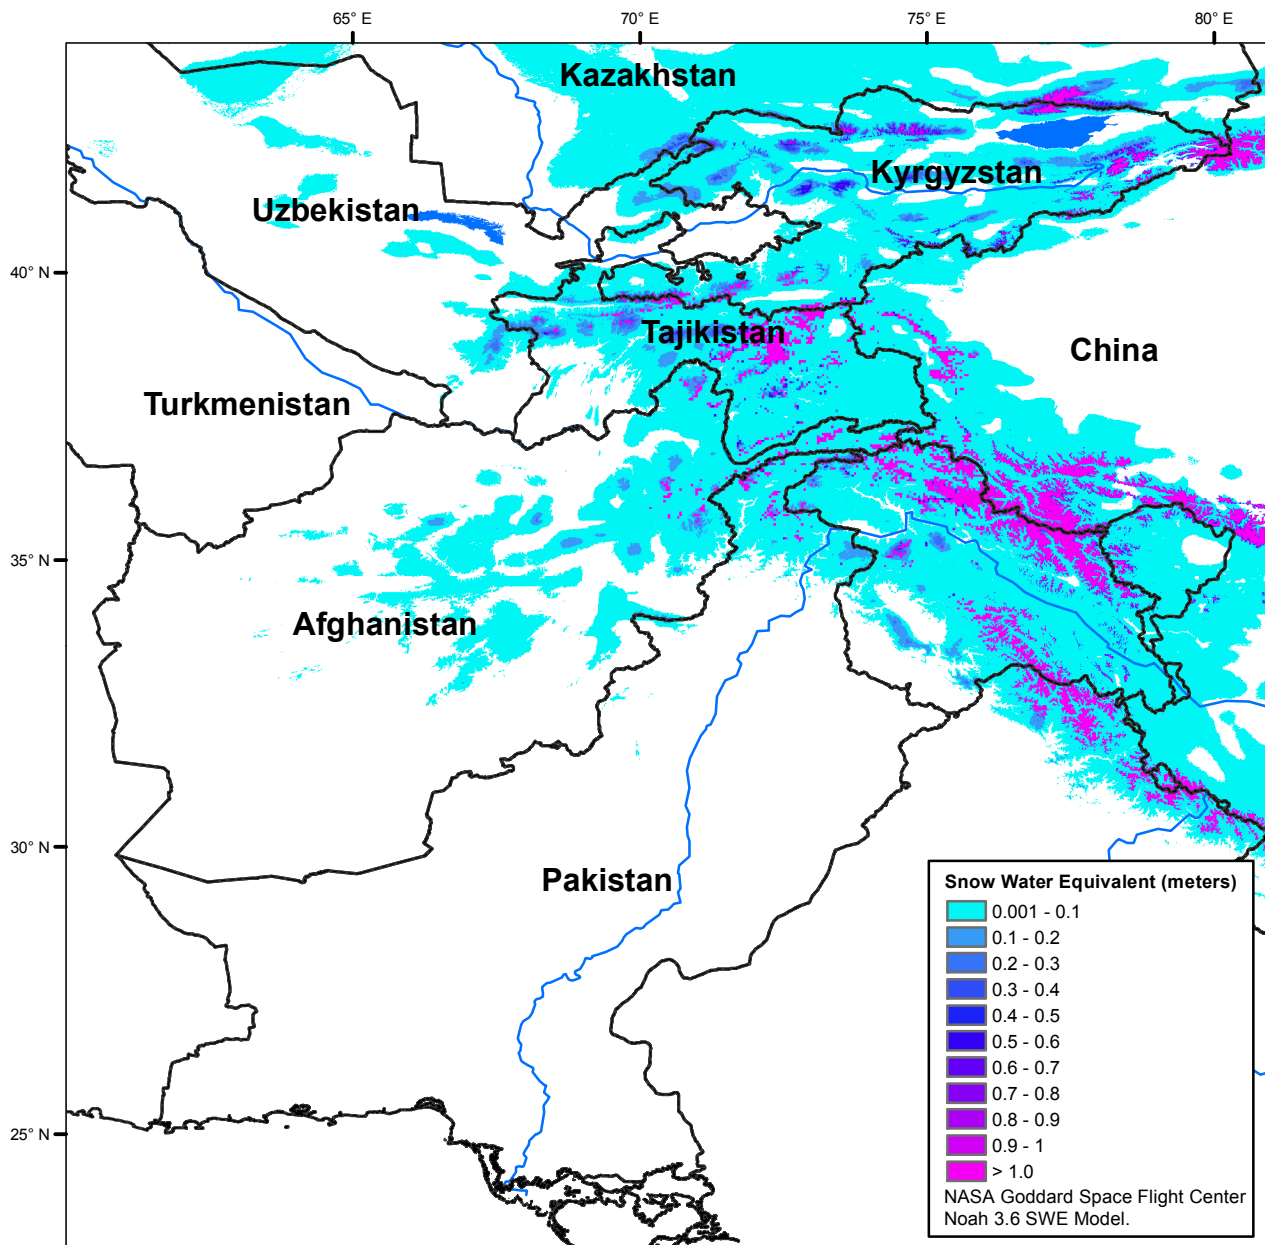 65° E
70° E
75° E
80° E
Kazakhstan
Kyrgyzstan
Uzbekistan
40° N
Tajikistan
China
Turkmenistan
35° N
Afghanistan
30° N
Pakistan
25° N
Snow Water Equivalent (meters)
0.001 - 0.1
0.1 - 0.2
0.2 - 0.3
0.3 - 0.4
0.4 - 0.5
0.5 - 0.6
0.6 - 0.7
0.7 - 0.8
0.8 - 0.9
0.9 - 1
> 1.0
NASA Goddard Space Flight Center
Noah 3.6 SWE Model.